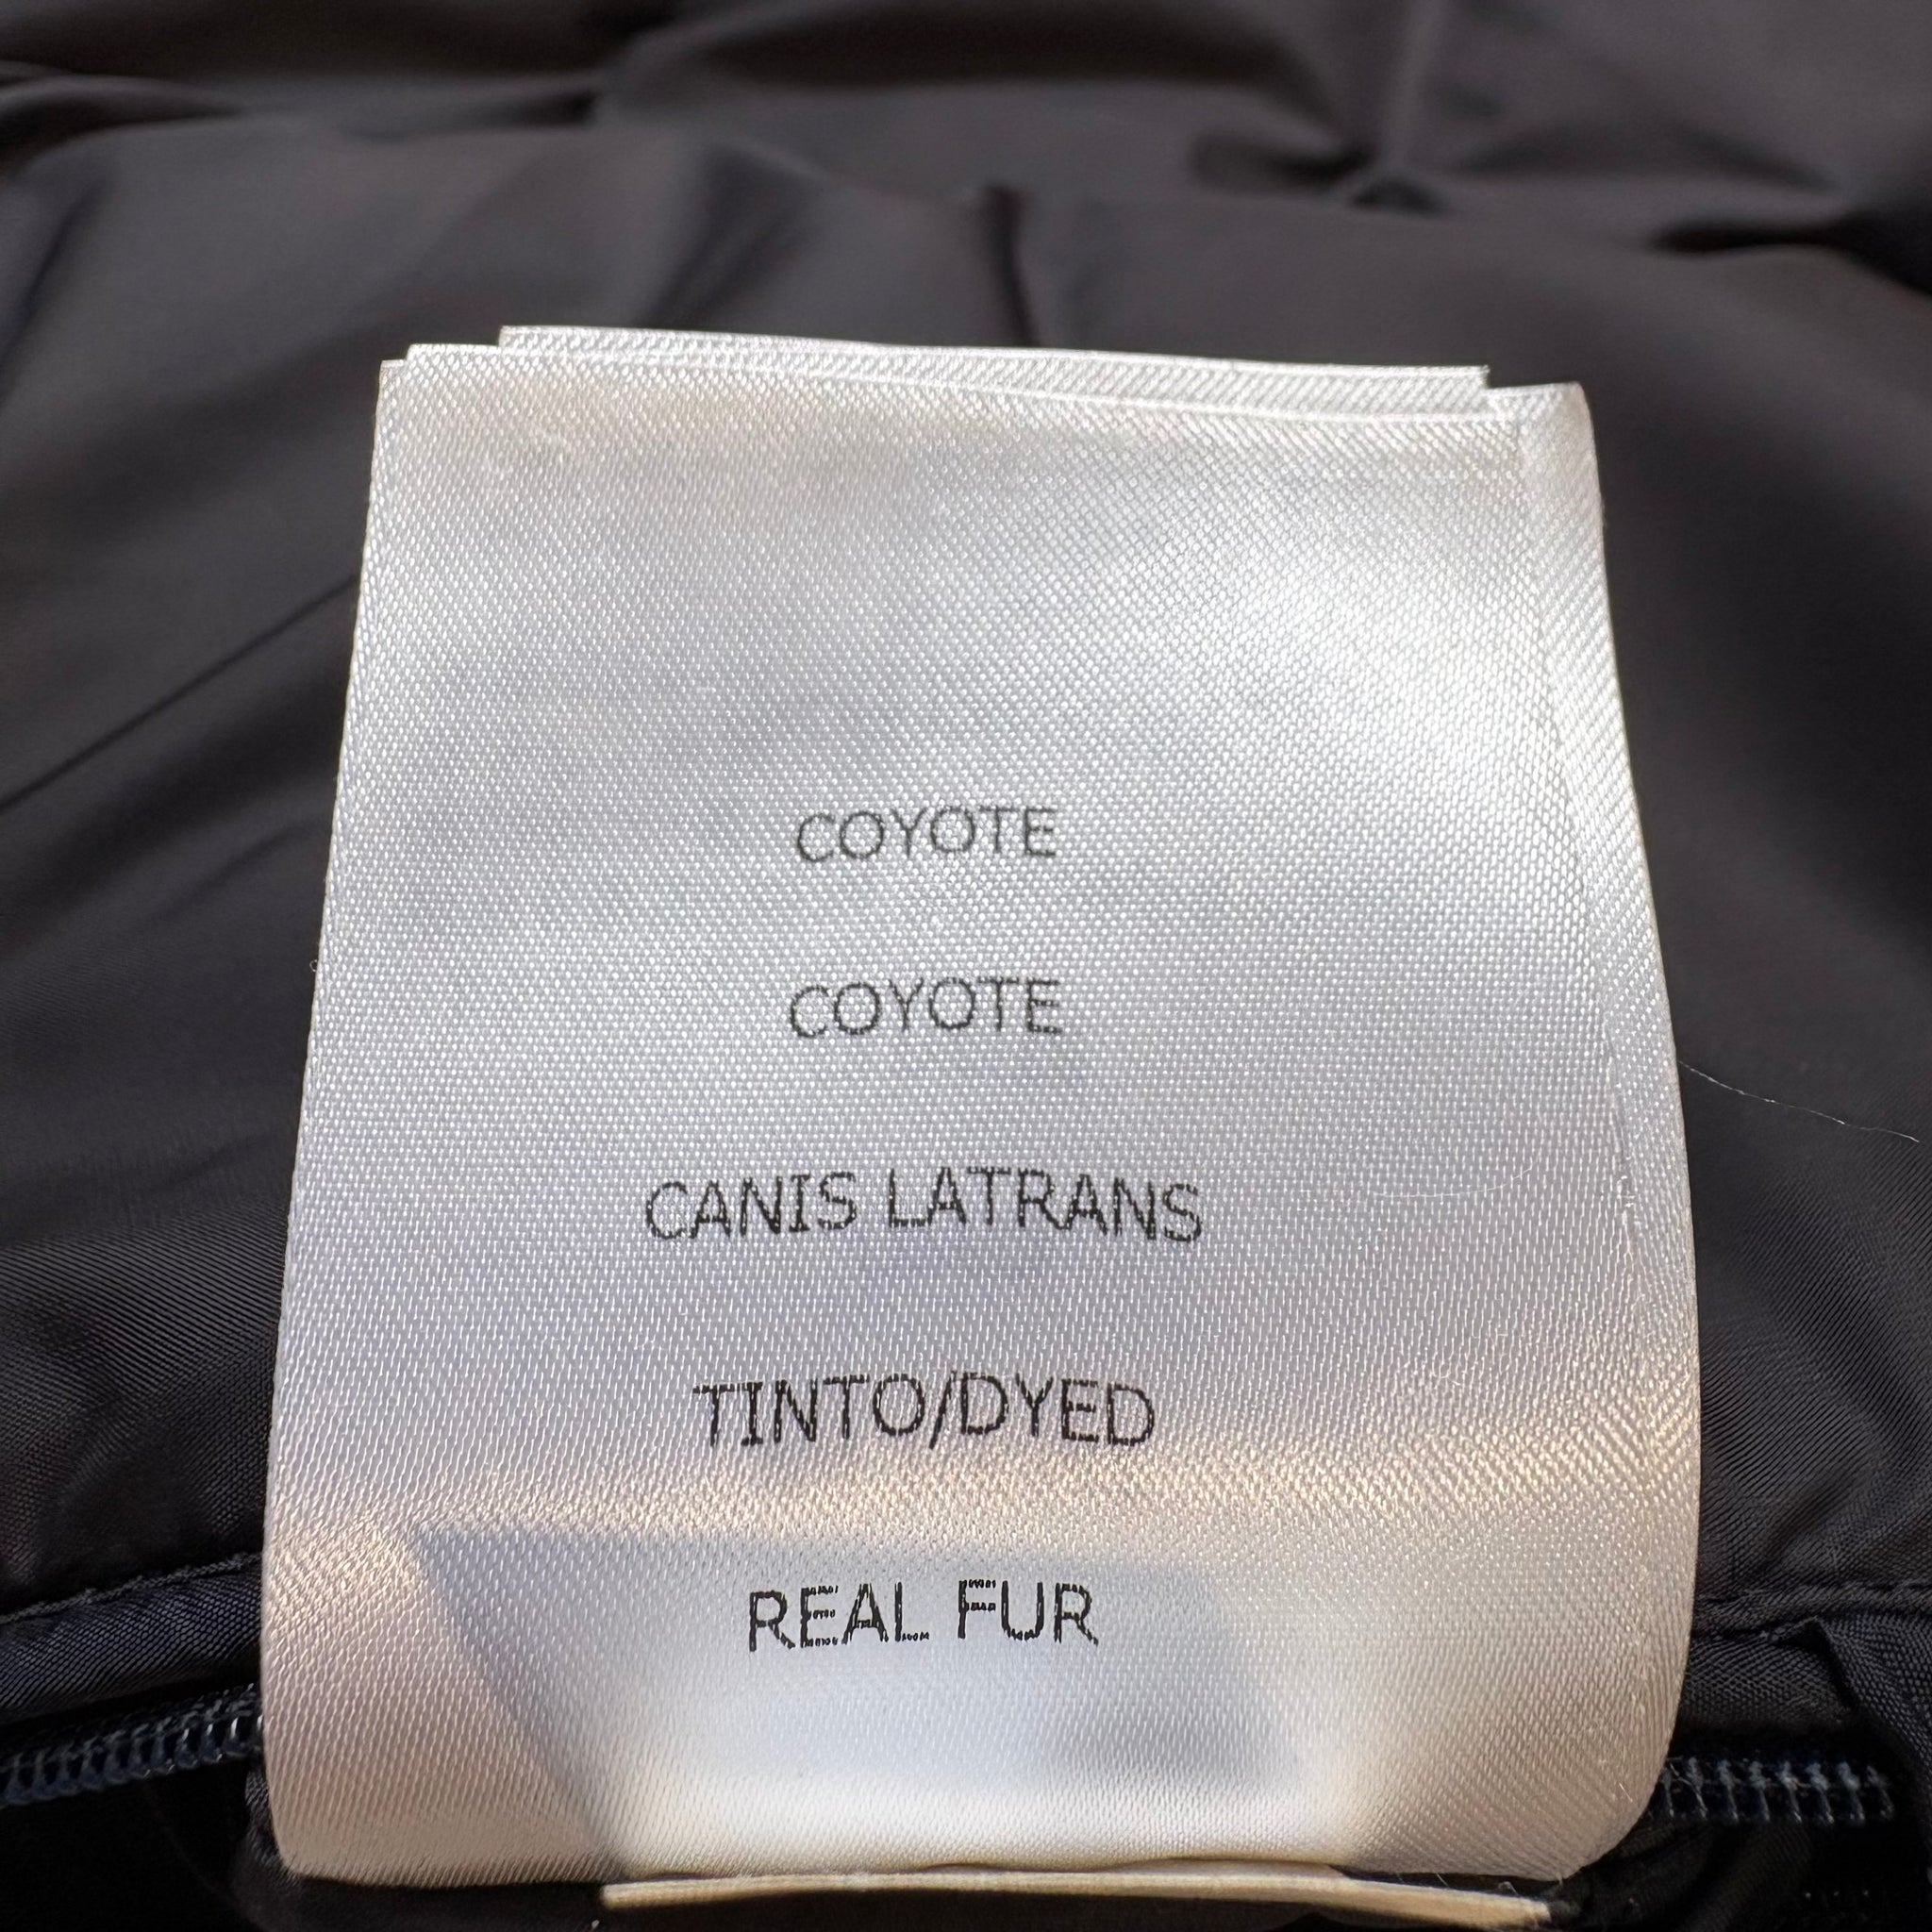 COYOTE
COYOTE
CANIS LATRANS
TINTO/DYED
REAL FUR